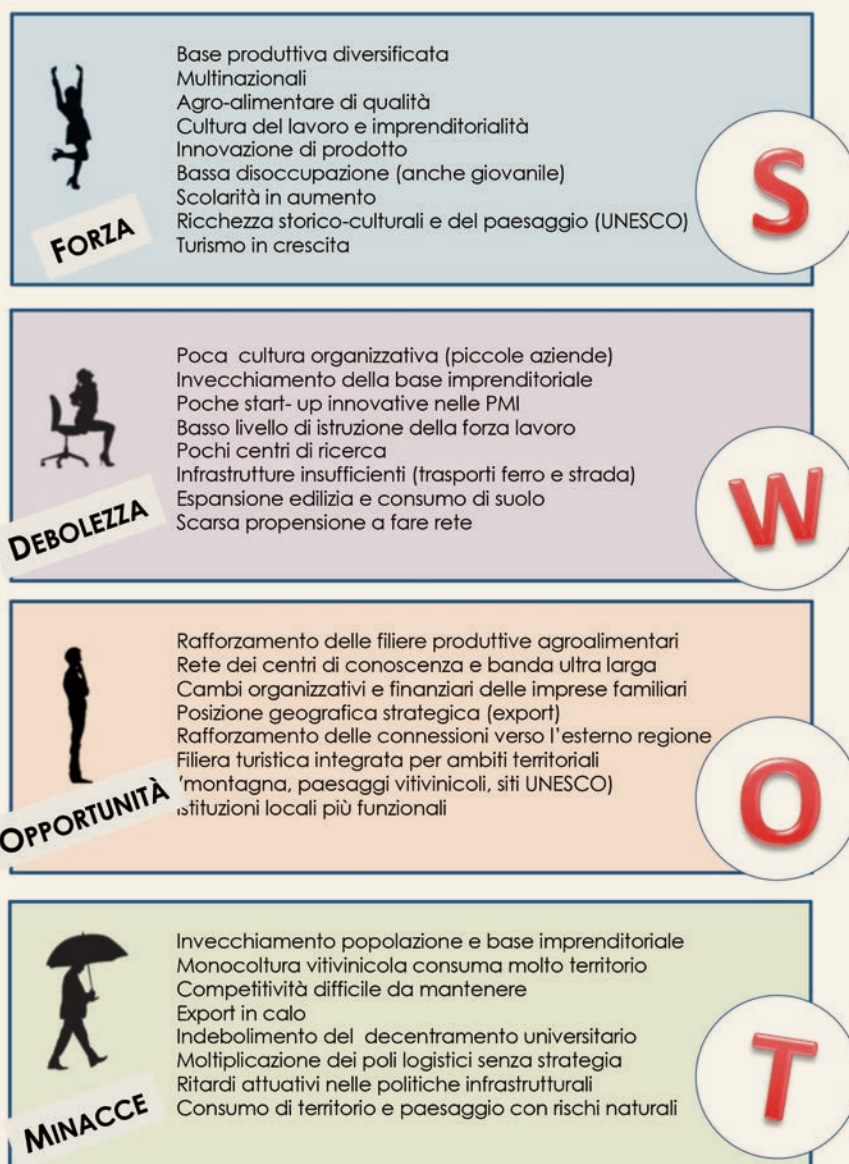 Base produttiva diversificata
Multinazionali
Agro-alimentare di qualità
Cultura del lavoro e imprenditorialità
Innovazione di prodotto
Bassa disoccupazione (anche giovanile)
Scolarità in aumento
Ricchezza storico-culturali e del paesaggio (UNESCO)
Turismo in crescita
FORZA
S
Poca cultura organizzativa (piccole aziende)
Invecchiamento della base imprenditoriale
Poche start- up innovative nelle PMI
Basso livello di istruzione della forza lavoro
Pochi centri di ricerca
Infrastrutture insufficienti (trasporti ferro e strada)
Espansione edilizia e consumo di suolo
Scarsa propensione a fare rete
DEBOLEZZA
W
Rafforzamento delle filiere produttive agroalimentari
Rete dei centri di conoscenza e banda ultra larga
Cambi organizzativi e finanziari delle imprese familiari
Posizione geografica strategica (export)
Rafforzamento delle connessioni verso l'esterno regione
Filiera turistica integrata per ambiti territoriali
(montagna, paesaggi vitivinicoli, siti UNESCO)
Istituzioni locali più funzionali
OPPORTUNITÀ
O
Invecchiamento popolazione e base imprenditoriale
Monocoltura vitivinicola consuma molto territorio
Competitività difficile da mantenere
Export in calo
Indebolimento del decentramento universitario
Moltiplicazione dei poli logistici senza strategia
Ritardi attuativi nelle politiche infrastrutturali
Consumo di territorio e paesaggio con rischi naturali
MINACCE
T